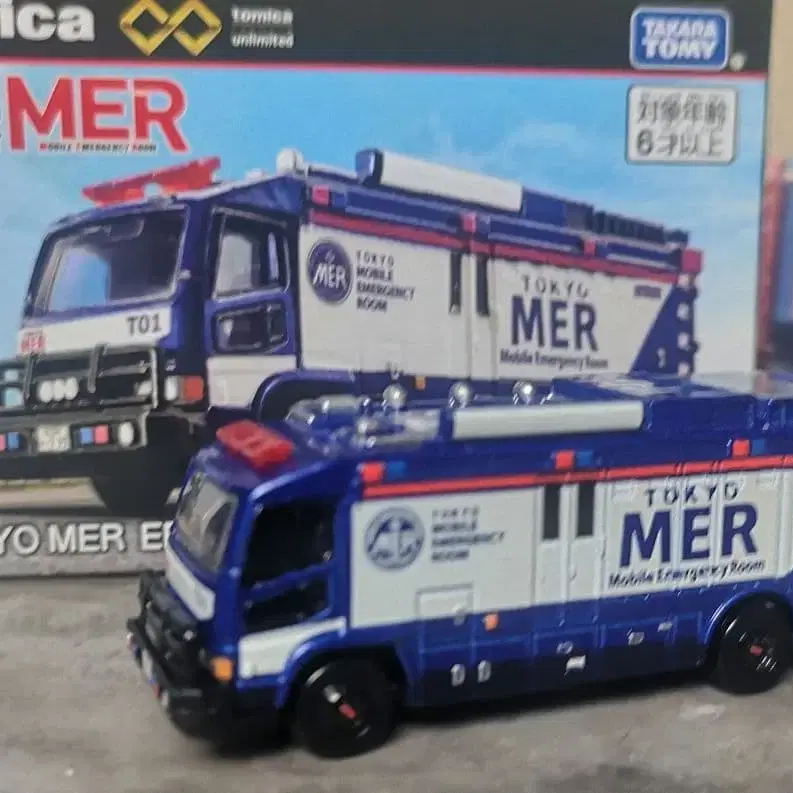 ica
tomica
unlimited
TAKARA
TOMY
MER
MOBILE EMERGENCY ROOM
対象年齢
6才以上
MER
TOKYO
MOBILE
EMERGENCY
ROOM
TOKYO
MER
Mobile Emergency Room
T01
MER
YO MER E
TOKYO
MOBILE
EMERGENCY
ROOM
TOKYO
MER
Mobile Emergency Room